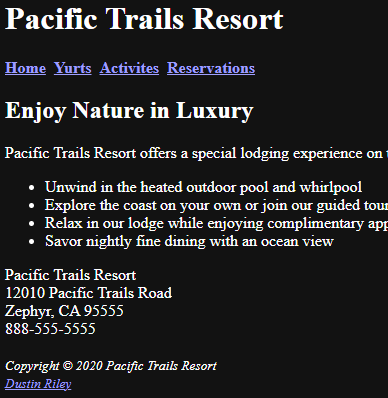 Pacific Trails Resort
Home Yurts Activites Reservations
Enjoy Nature in Luxury
Pacific Trails Resort offers a special lodging experience on
Unwind in the heated outdoor pool and whirlpool
Explore the coast on your own or join our guided tour
Relax in our lodge while enjoying complimentary app
Savor nightly fine dining with an ocean view
Pacific Trails Resort
12010 Pacific Trails Road
Zephyr, CA 95555
888-555-5555
Copyright © 2020 Pacific Trails Resort
Dustin Riley